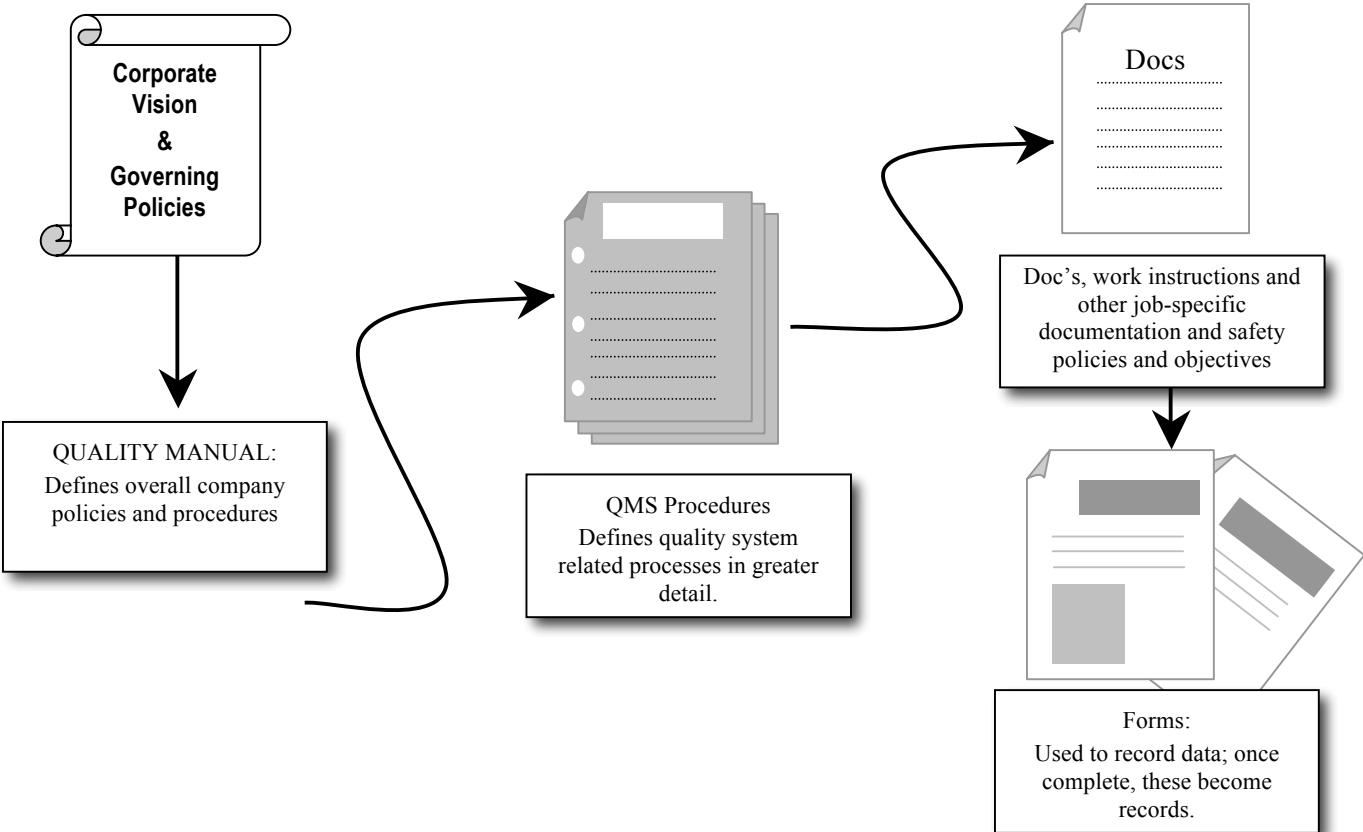 Corporate
Vision
&
Governing
Policies
QUALITY MANUAL:
Defines overall company
policies and procedures
QMS Procedures
Defines quality system
related processes in greater
detail.
Docs
Doc’s, work instructions and
other job-specific
documentation and safety
policies and objectives
Forms:
Used to record data; once
complete, these become
records.